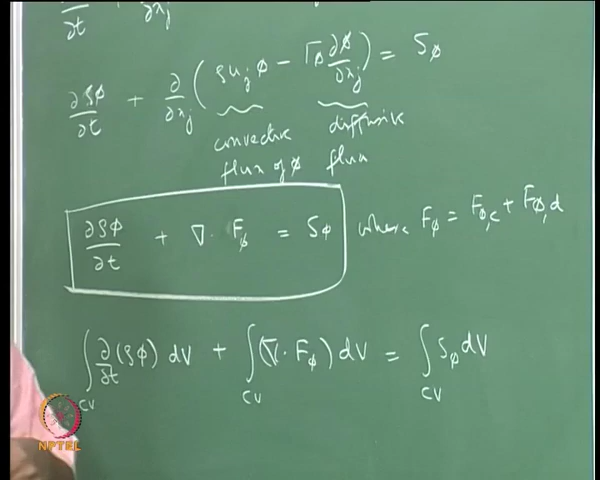 ∂t ∂xj
∂ρφ/∂t + ∂/∂xj (ρujφ − Γφ ∂φ/∂xj) = Sφ
convective diffusive
flux of φ flux
∂ρφ/∂t + ∇· Fφ = Sφ where Fφ = Fφ,c + Fφ,d
∫CV ∂/∂t (ρφ) dV + ∫CV (∇· Fφ) dV = ∫CV Sφ dV
NPTEL